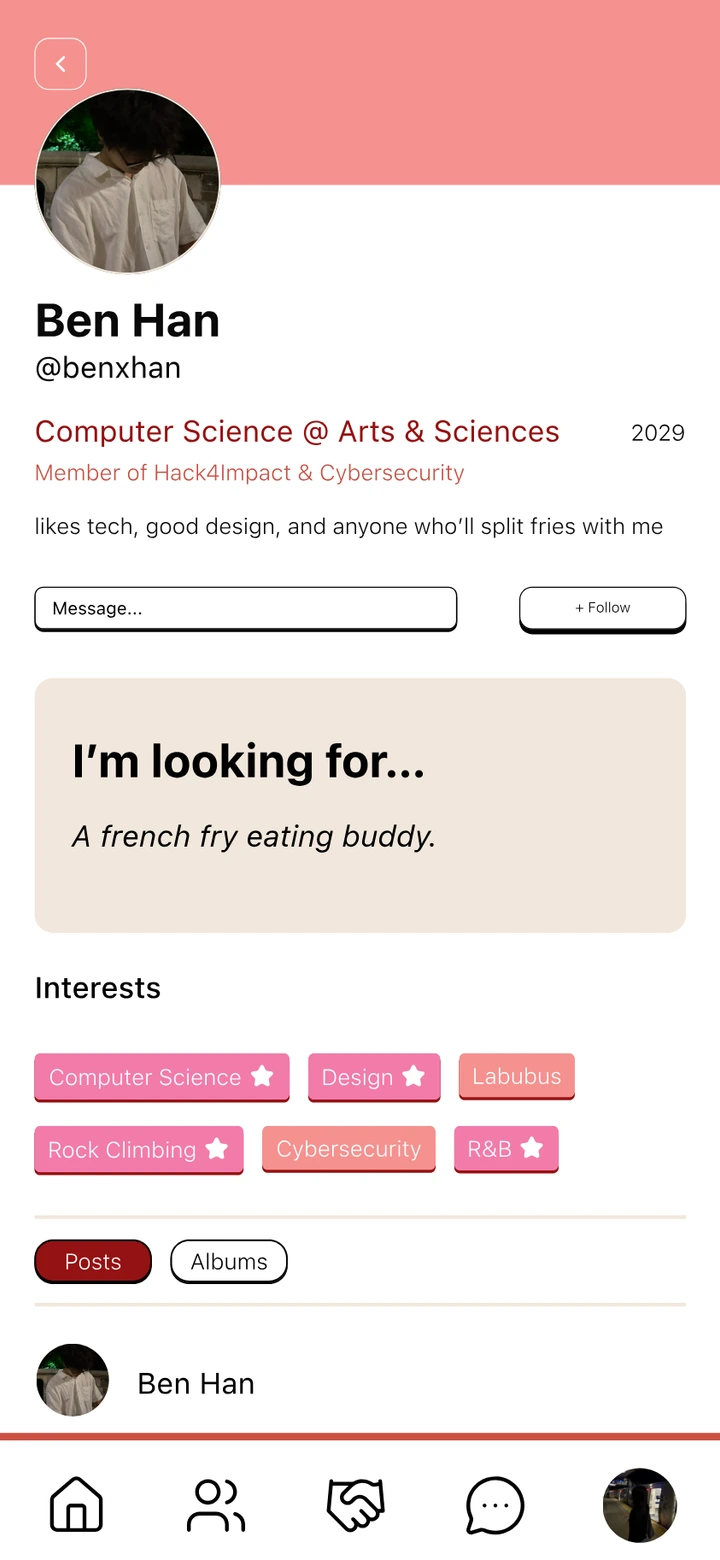 Ben Han
@benxhan
Computer Science @ Arts & Sciences 2029
Member of Hack4Impact & Cybersecurity
likes tech, good design, and anyone who’ll split fries with me
Message... + Follow
I’m looking for...
A french fry eating buddy.
Interests
Computer Science Design Labubus
Rock Climbing Cybersecurity R&B
Posts Albums
Ben Han